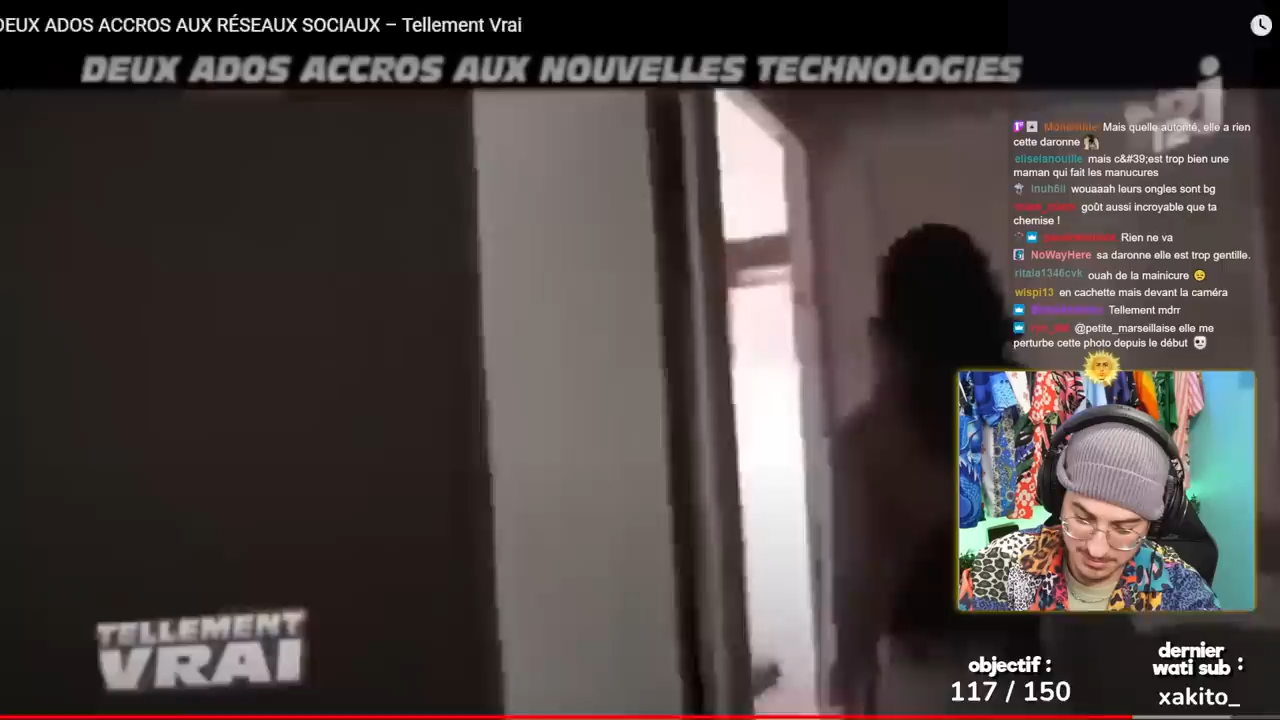 DEUX ADOS ACCROS AUX RÉSEAUX SOCIAUX – Tellement Vrai
DEUX ADOS ACCROS AUX NOUVELLES TECHNOLOGIES
Mais quelle autorité, elle a rien
cette daronne
eliselanouille mais c&#39;est trop bien une
maman qui fait les manucures
wouaaah leurs ongles sont bg
goût aussi incroyable que ta
chemise !
Rien ne va
NoWayHere sa daronne elle est trop gentille.
ritala1346cvk ouah de la mainicure
wispi13 en cachette mais devant la caméra
Tellement mdrr
@petite_marseillaise elle me
perturbe cette photo depuis le début
TELLEMENT
VRAI
objectif :
117 / 150
dernier
wati sub :
xakito_